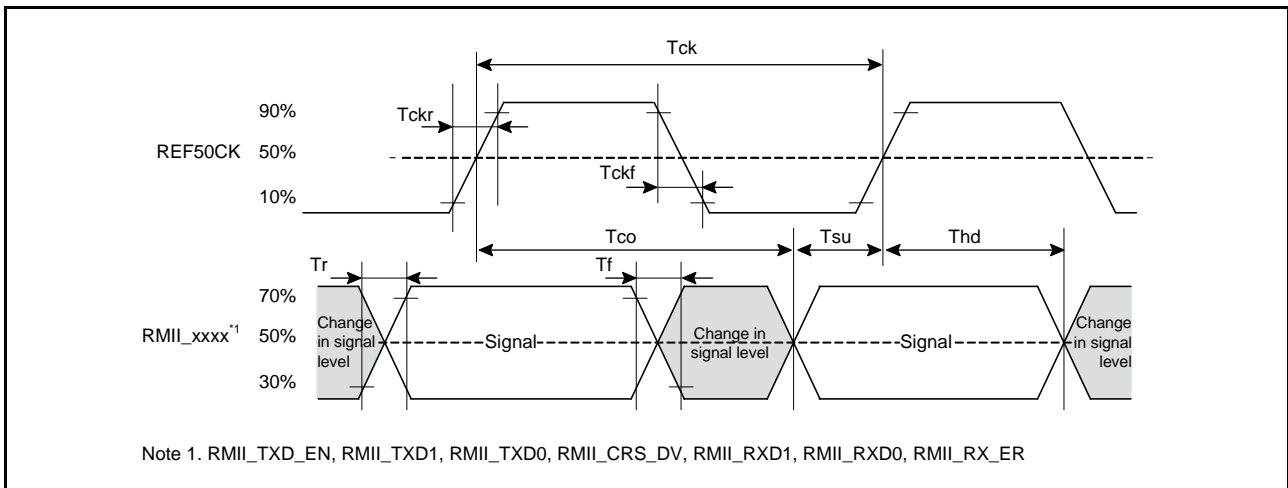 Tck
90%
Tckr
REF50CK
50%
Tckf
10%
Tco
Tsu
Thd
Tr
Tf
70%
RMII_xxxx*1
50%
30%
Change
in signal
level
Signal
Change in
signal level
Signal
Change
in signal
level
Note 1. RMII_TXD_EN, RMII_TXD1, RMII_TXD0, RMII_CRS_DV, RMII_RXD1, RMII_RXD0, RMII_RX_ER